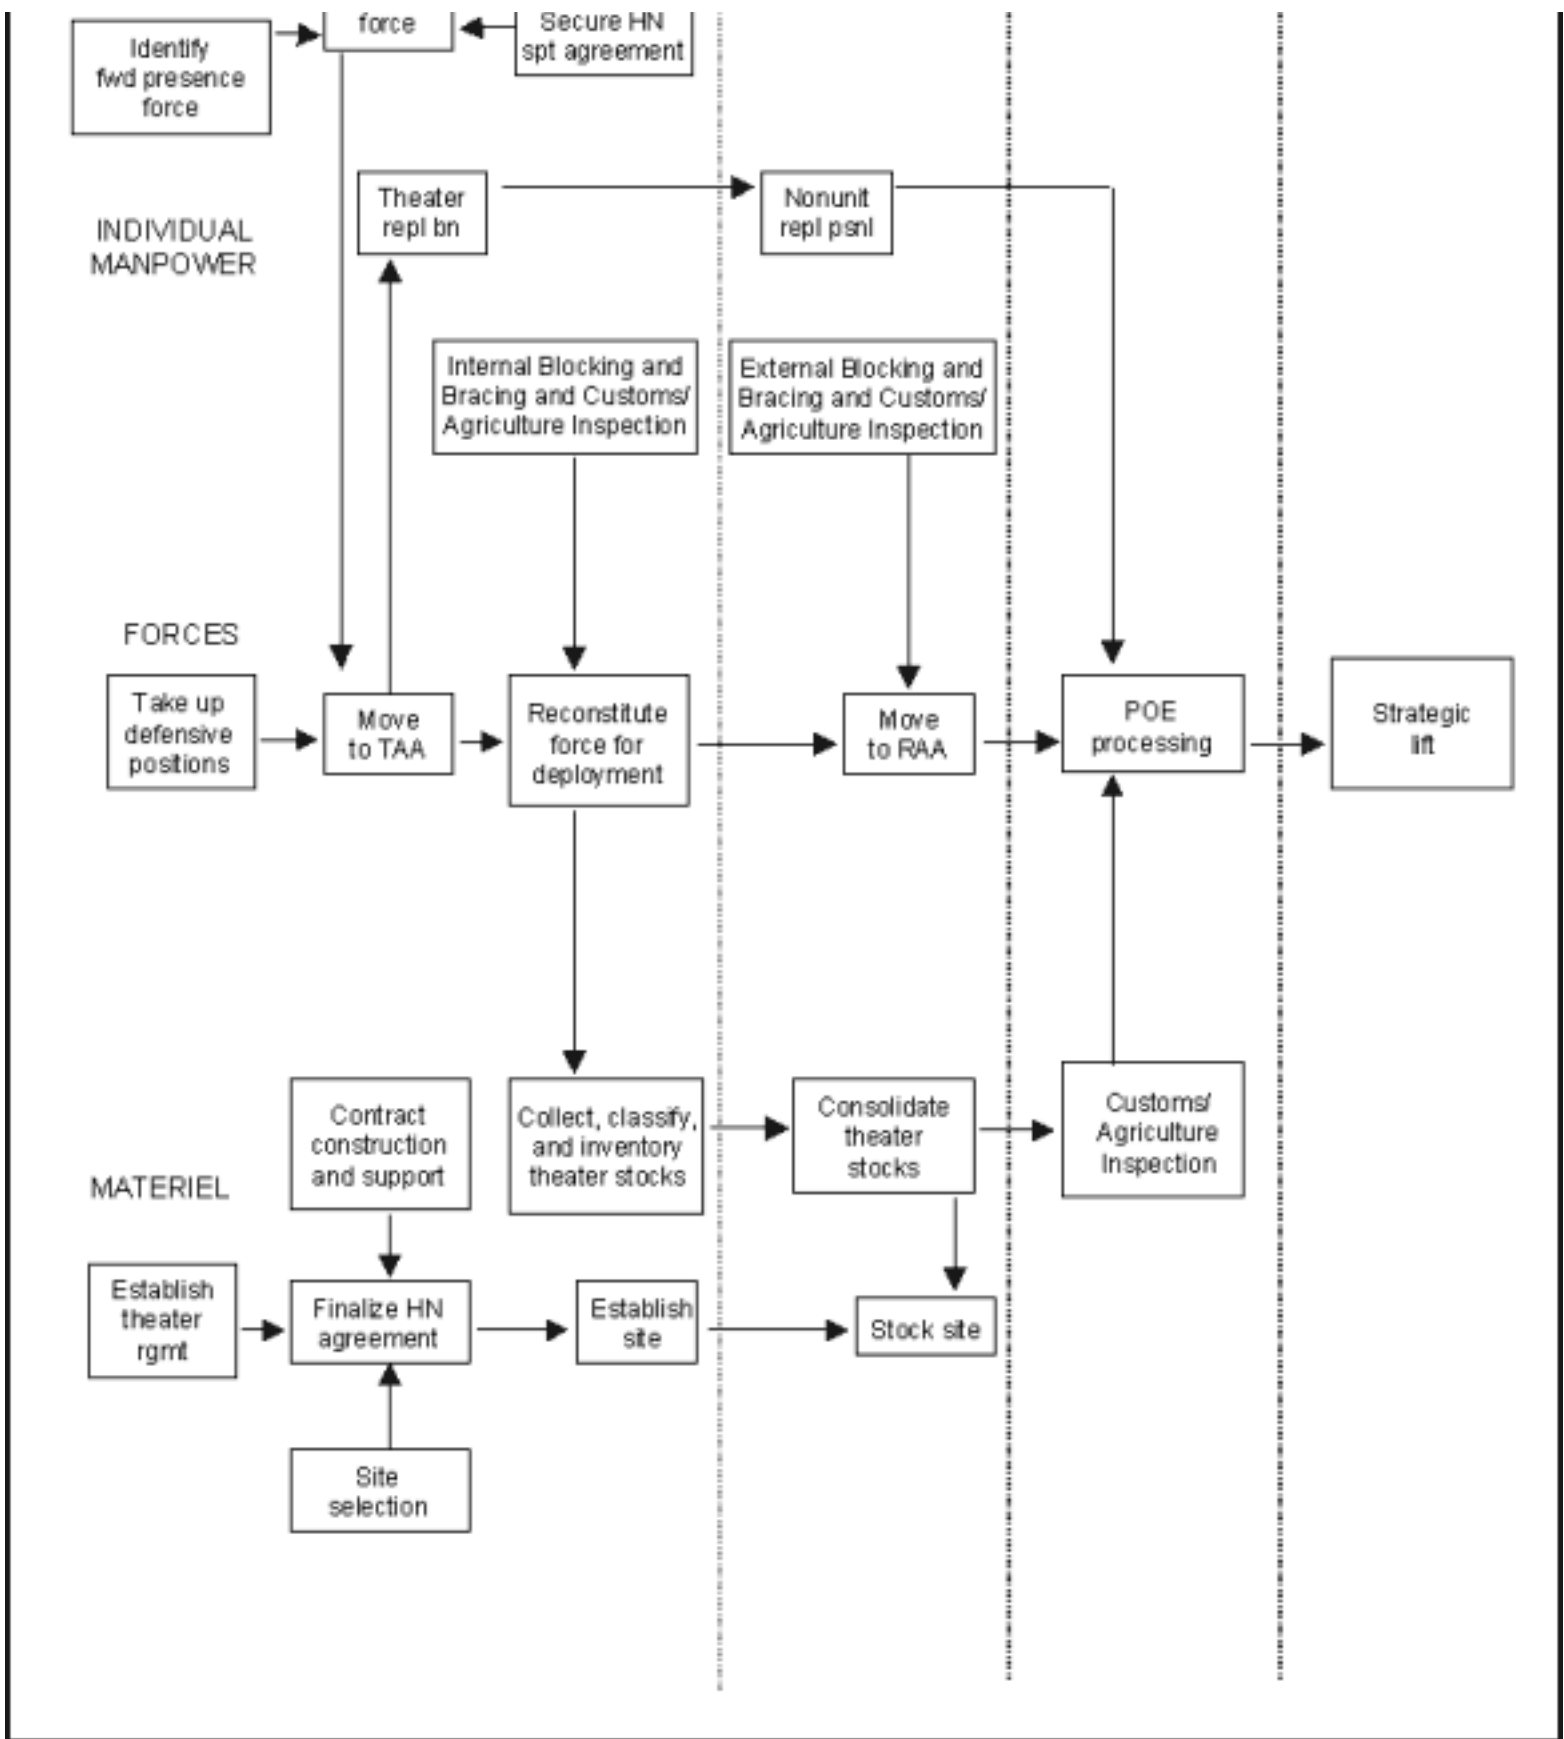 force
Secure HN
spt agreement
Identify
fwd presence
force
INDIVIDUAL
MANPOWER
Theater
repl bn
Nonunit
repl psnl
Internal Blocking and
Bracing and Customs/
Agriculture Inspection
External Blocking and
Bracing and Customs/
Agriculture Inspection
FORCES
Take up
defensive
positions
Move
to TAA
Reconstitute
force for
deployment
Move
to RAA
POE
processing
Strategic
lift
MATERIEL
Contract
construction
and support
Collect, classify,
and inventory
theater stocks
Consolidate
theater
stocks
Customs/
Agriculture
Inspection
Establish
theater
rgmt
Finalize HN
agreement
Establish
site
Stock site
Site
selection